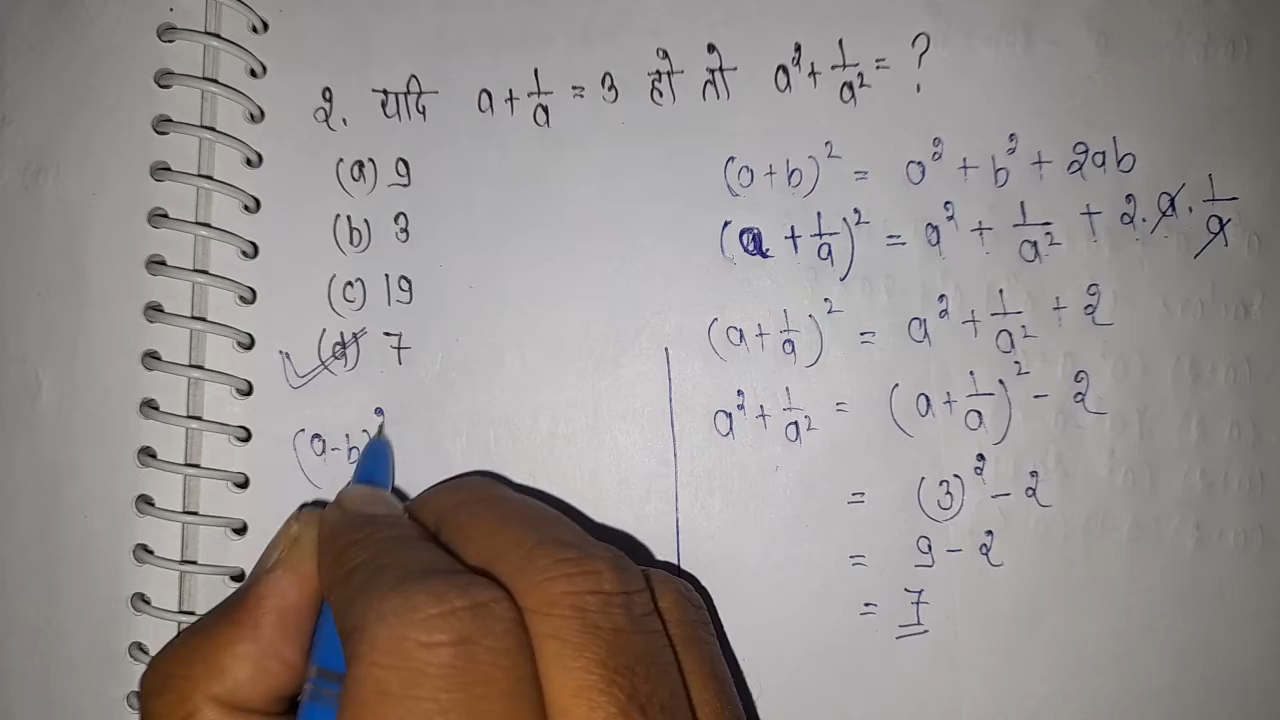 2. यदि a + 1/a = 3 हो तो a² + 1/a² = ?
(a) 9
(b) 3
(c) 19
(d) 7
(a-b)²
(a+b)² = a² + b² + 2ab
(a + 1/a)² = a² + 1/a² + 2.a.1/a
(a + 1/a)² = a² + 1/a² + 2
a² + 1/a² = (a + 1/a)² - 2
= (3)² - 2
= 9 - 2
= 7